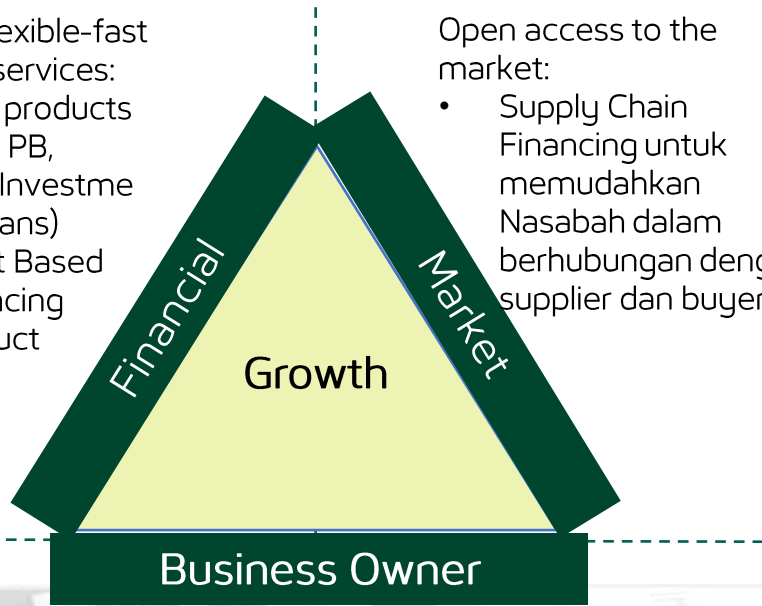 exible-fast
services:
products
PB,
Investme
ans)
t Based
ncing
uct
Open access to the
market:
• Supply Chain
Financing untuk
memudahkan
Nasabah dalam
berhubungan deng
supplier dan buyer
Financial
Market
Growth
Business Owner